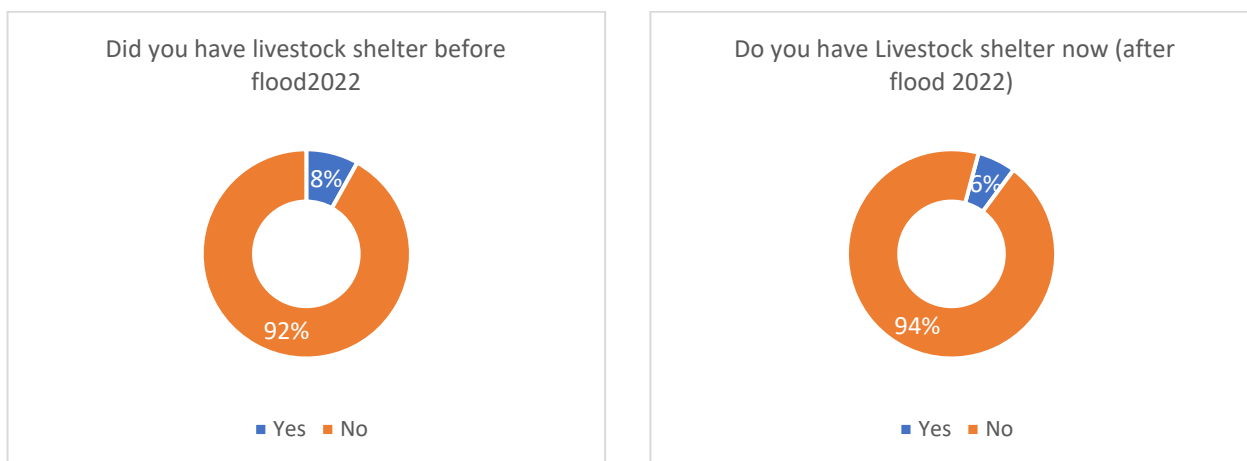 Did you have livestock shelter before
flood2022
8%
92%
Yes No
Do you have Livestock shelter now (after
flood 2022)
6%
94%
Yes No